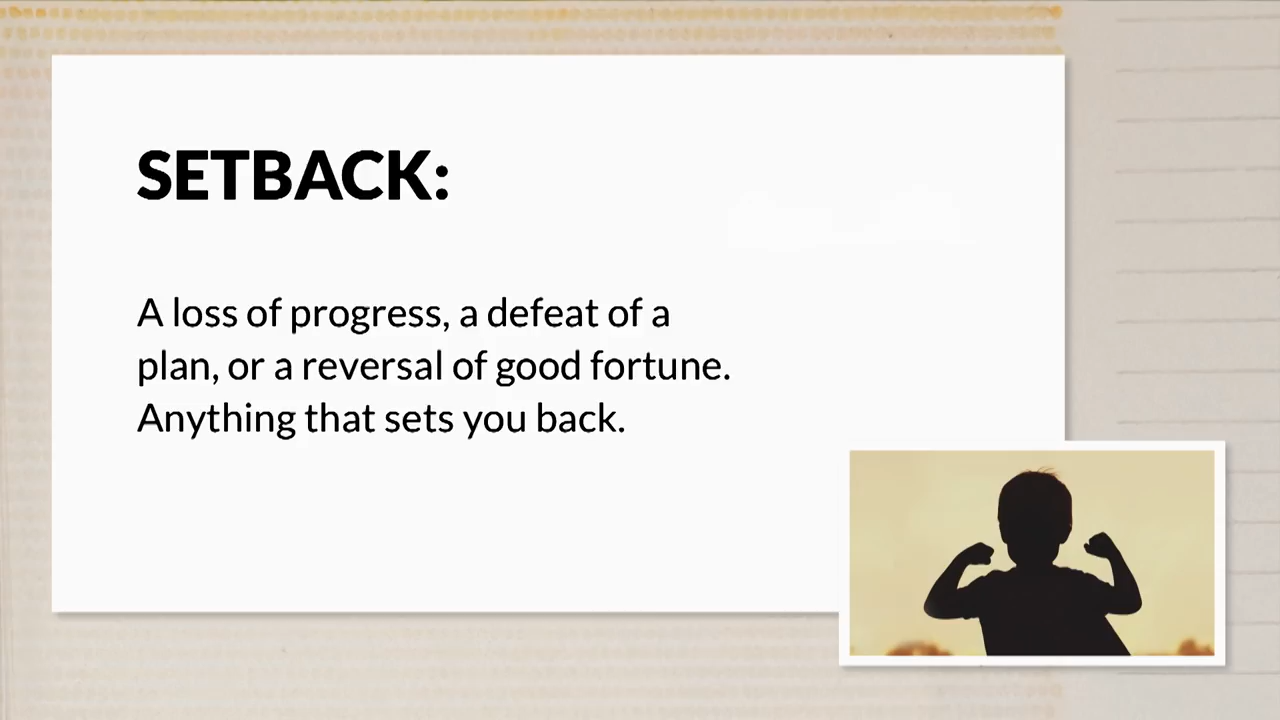 SETBACK:
A loss of progress, a defeat of a
plan, or a reversal of good fortune.
Anything that sets you back.